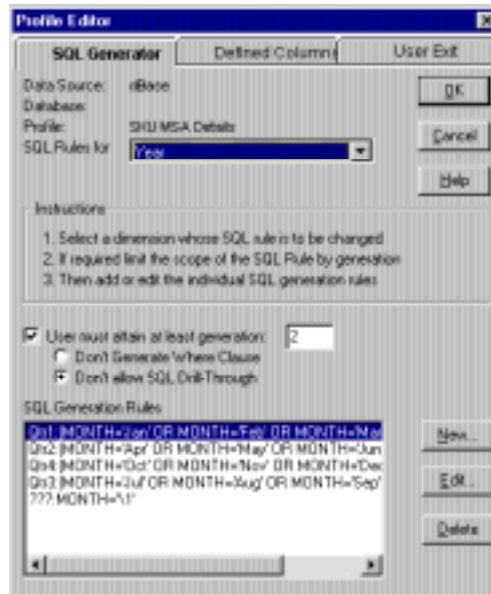 Profile Editor
SQL Generator
Defined Columns
User Exit
Data Source: dBase
Database:
Profile: SKU MSA Details
SQL Rules for Year
OK
Cancel
Help
Instructions
1. Select a dimension whose SQL rule is to be changed
2. If required limit the scope of the SQL Rule by generation
3. Then add or edit the individual SQL generation rules
User must attain at least generation: 2
Don't Generate Where Clause
Don't allow SQL Drill-Through
SQL Generation Rules
Qtr1:(MONTH='Jan' OR MONTH='Feb' OR MONTH='Mar
Qtr2:(MONTH='Apr' OR MONTH='May' OR MONTH='Jun
Qtr4:(MONTH='Oct' OR MONTH='Nov' OR MONTH='Dec
Qtr3:(MONTH='Jul' OR MONTH='Aug' OR MONTH='Sep'
???:MONTH='\1'
New...
Edit...
Delete